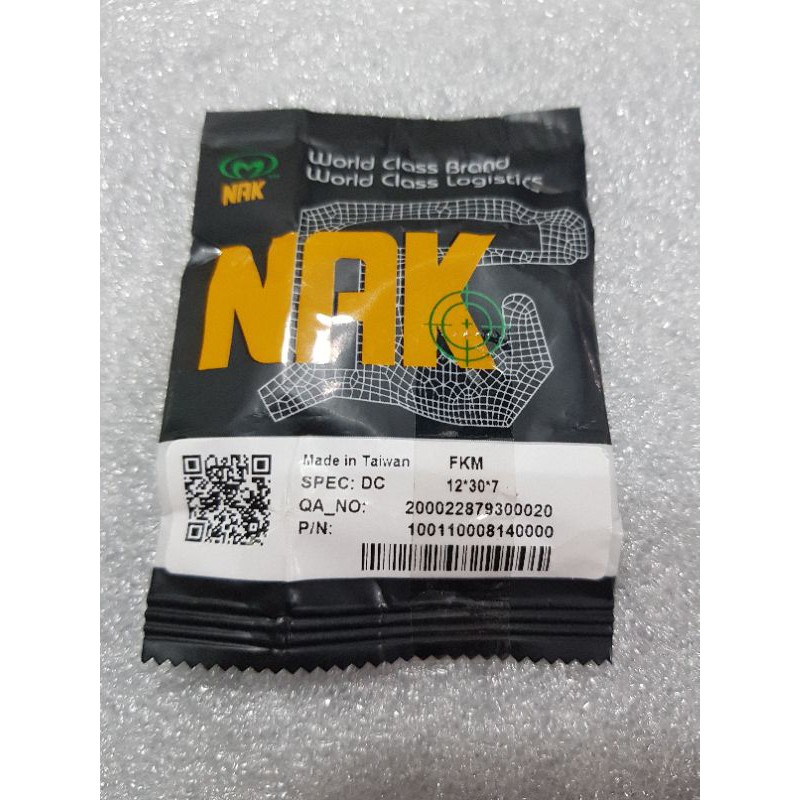 World Class Brand
World Class Logistics
NAK
NAK
Made in Taiwan FKM
SPEC: DC 12*30*7
QA_NO: 200022879300020
P/N: 100110008140000